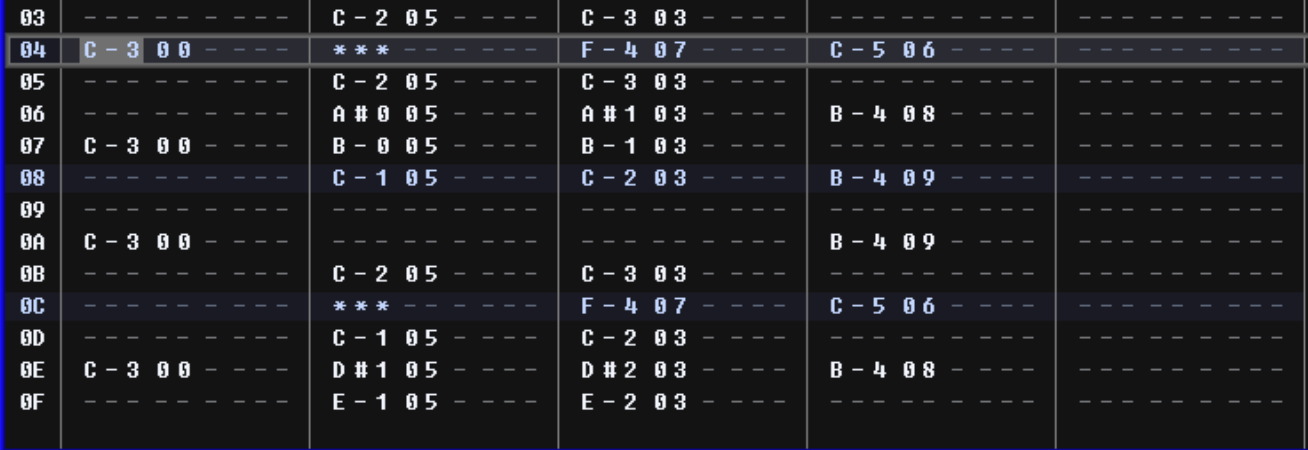 03 - - - - - - - - - C - 2 05 - - - - C - 3 03 - - - - - - - - - - - - - - - - - - - - - -
04 C - 3 00 - - - - * * * - - - - - - F - 4 07 - - - - C - 5 06 - - - - - - - - - - - - -
05 - - - - - - - - - C - 2 05 - - - - C - 3 03 - - - - - - - - - - - - - - - - - - - - - -
06 - - - - - - - - - A # 0 05 - - - - A # 1 03 - - - - B - 4 08 - - - - - - - - - - - - -
07 C - 3 00 - - - - B - 0 05 - - - - B - 1 03 - - - - - - - - - - - - - - - - - - - - - -
08 - - - - - - - - - C - 1 05 - - - - C - 2 03 - - - - B - 4 09 - - - - - - - - - - - - -
09 - - - - - - - - - - - - - - - - - - - - - - - - - - - - - - - - - - - - - - - - - - - - -
0A C - 3 00 - - - - - - - - - - - - - - - - - - - - - - B - 4 09 - - - - - - - - - - - - -
0B - - - - - - - - - C - 2 05 - - - - C - 3 03 - - - - - - - - - - - - - - - - - - - - - -
0C - - - - - - - - - * * * - - - - - - F - 4 07 - - - - C - 5 06 - - - - - - - - - - - - -
0D - - - - - - - - - C - 1 05 - - - - C - 2 03 - - - - - - - - - - - - - - - - - - - - - -
0E C - 3 00 - - - - D # 1 05 - - - - D # 2 03 - - - - B - 4 08 - - - - - - - - - - - - -
0F - - - - - - - - - E - 1 05 - - - - E - 2 03 - - - - - - - - - - - - - - - - - - - - - -